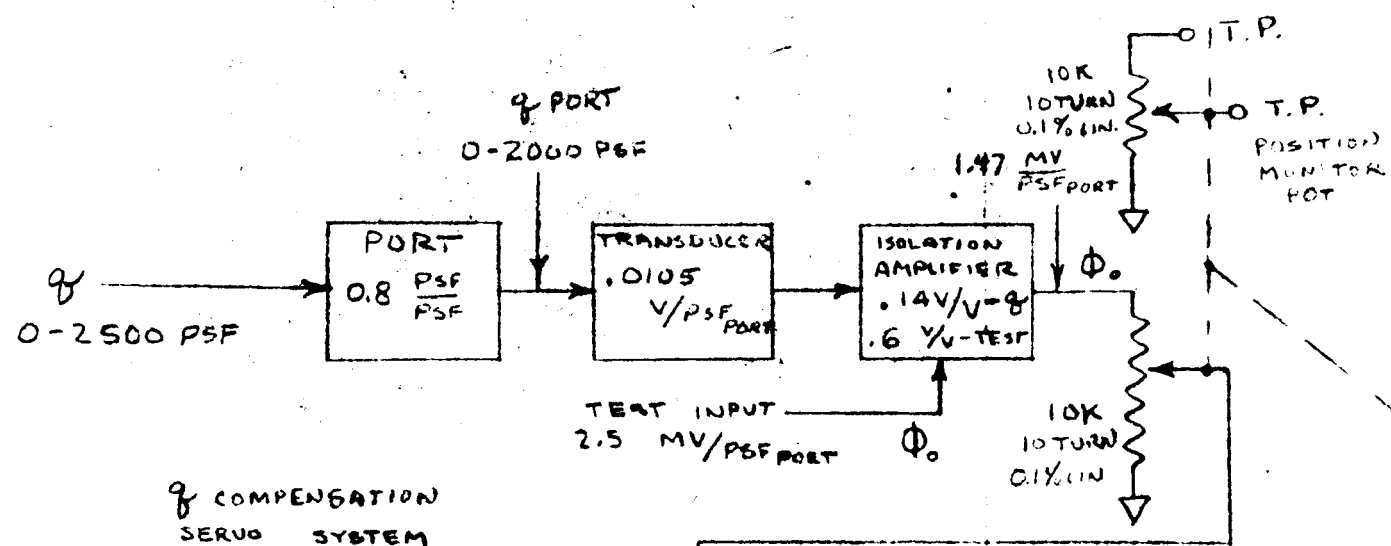 T.P.
10K
10 TURN
0.1% LIN.
T.P.
POSITION
MONITOR
POT
q PORT
0-2000 PSF
1.47 MV/PSF PORT
PORT
0.8 PSF/PSF
TRANSDUCER
.0105
V/PSF PORT
ISOLATION
AMPLIFIER
.14V/V-q
.6 V/V-TEST
Φ₀
q
0-2500 PSF
TEST INPUT
2.5 MV/PSF PORT
Φ₀
10K
10 TURN
0.1% LIN
q COMPENSATION
SERVO SYSTEM